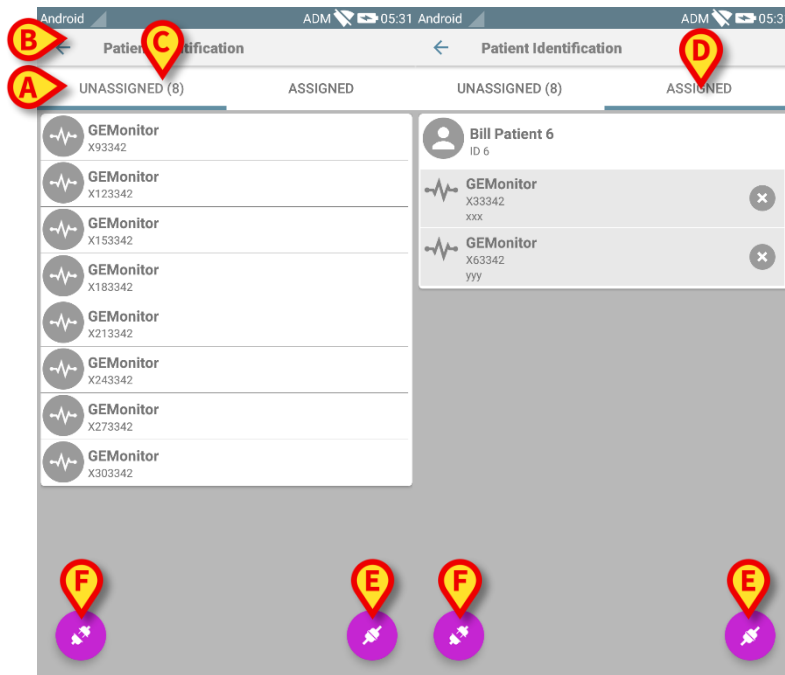 Android ADM 05:31
B
Patient Identification
C
A
UNASSIGNED (8) ASSIGNED
GEMonitor
X93342
GEMonitor
X123342
GEMonitor
X153342
GEMonitor
X183342
GEMonitor
X213342
GEMonitor
X243342
GEMonitor
X273342
GEMonitor
X303342
F E
Android ADM 05:3
Patient Identification
D
UNASSIGNED (8) ASSIGNED
Bill Patient 6
ID 6
GEMonitor
X33342
xxx
GEMonitor
X63342
yyy
F E